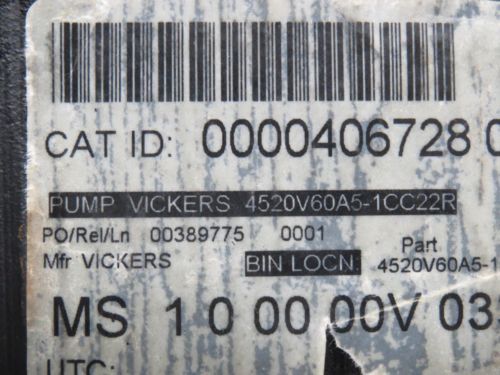 CAT ID: 0000406728 0
PUMP VICKERS 4520V60A5-1CC22R
PO/Rel/Ln 00389775 0001 Part
Mfr VICKERS BIN LOCN 4520V60A5-1
MS 1 0 00 00V 03
UTC: